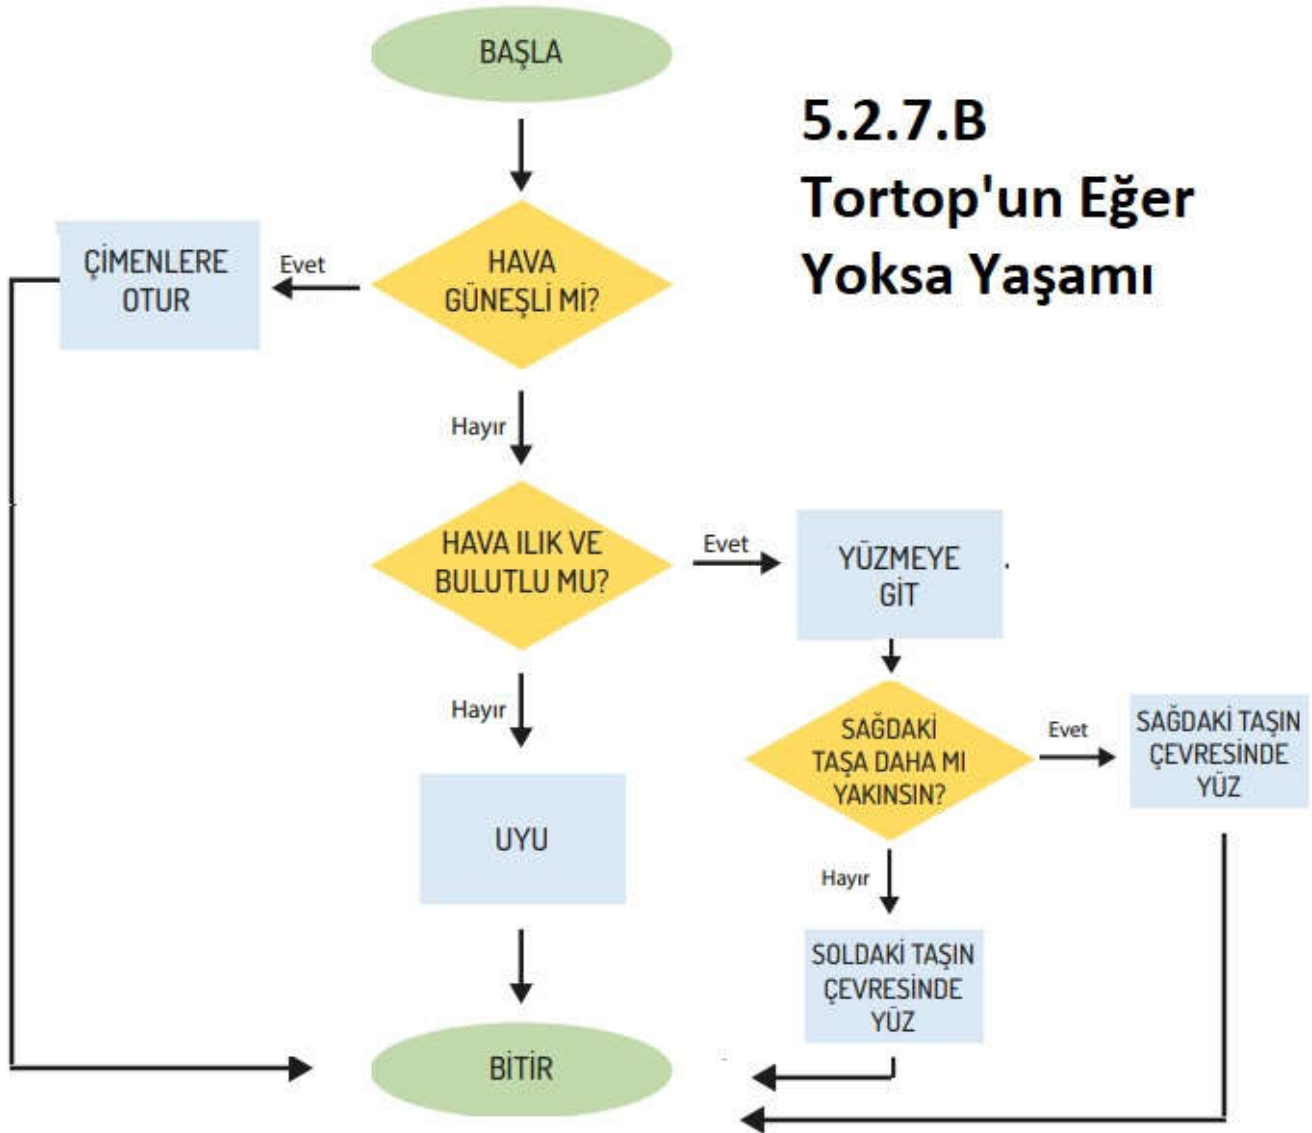 BAŞLA
5.2.7.B
Tortop'un Eğer
Yoksa Yaşamı
ÇİMENLERE
OTUR
Evet
HAVA
GÜNEŞLİ Mİ?
Hayır
HAVA ILIK VE
BULUTLU MU?
Evet
YÜZMEYE
GİT
Hayır
SAĞDAKİ
TAŞA DAHA MI
YAKINSIN?
Evet
SAĞDAKİ TAŞIN
ÇEVRESİNDE
YÜZ
UYU
Hayır
SOLDAKİ TAŞIN
ÇEVRESİNDE
YÜZ
BİTİR